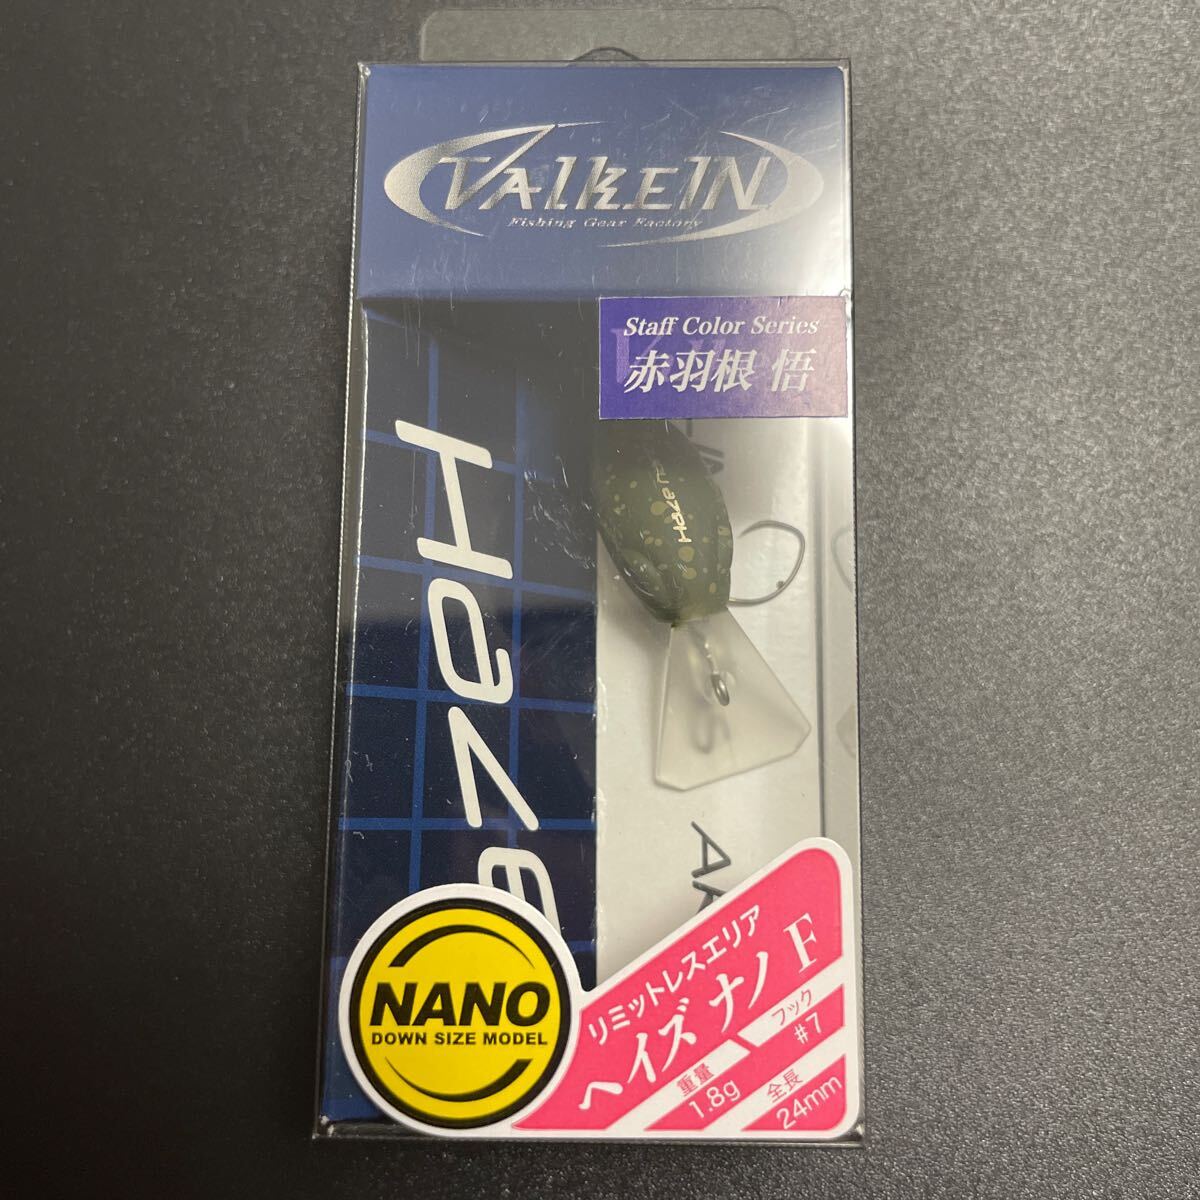 ValkeIN
Fishing Gear Factory
Staff Color Series
赤羽根 悟
Haze
Haze
NANO
DOWN SIZE MODEL
リミットレスエリア
ヘイズ ナノ F
重量
1.8g
フック
#7
全長
24mm